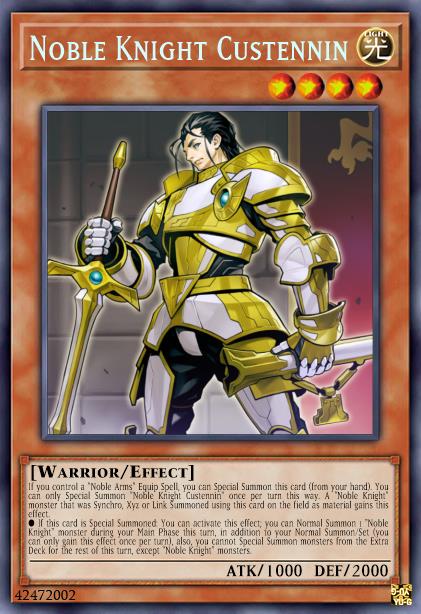 NOBLE KNIGHT CUSTENNIN
LIGHT
光
[WARRIOR/EFFECT]
If you control a "Noble Arms" Equip Spell, you can Special Summon this card (from your hand). You
can only Special Summon "Noble Knight Custennin" once per turn this way. A "Noble Knight"
monster that was Synchro, Xyz or Link Summoned using this card on the field as material gains this
effect.
● If this card is Special Summoned: You can activate this effect; you can Normal Summon 1 "Noble
Knight" monster during your Main Phase this turn, in addition to your Normal Summon/Set (you
can only gain this effect once per turn), also, you cannot Special Summon monsters from the Extra
Deck for the rest of this turn, except "Noble Knight" monsters.
ATK/1000 DEF/2000
42472002